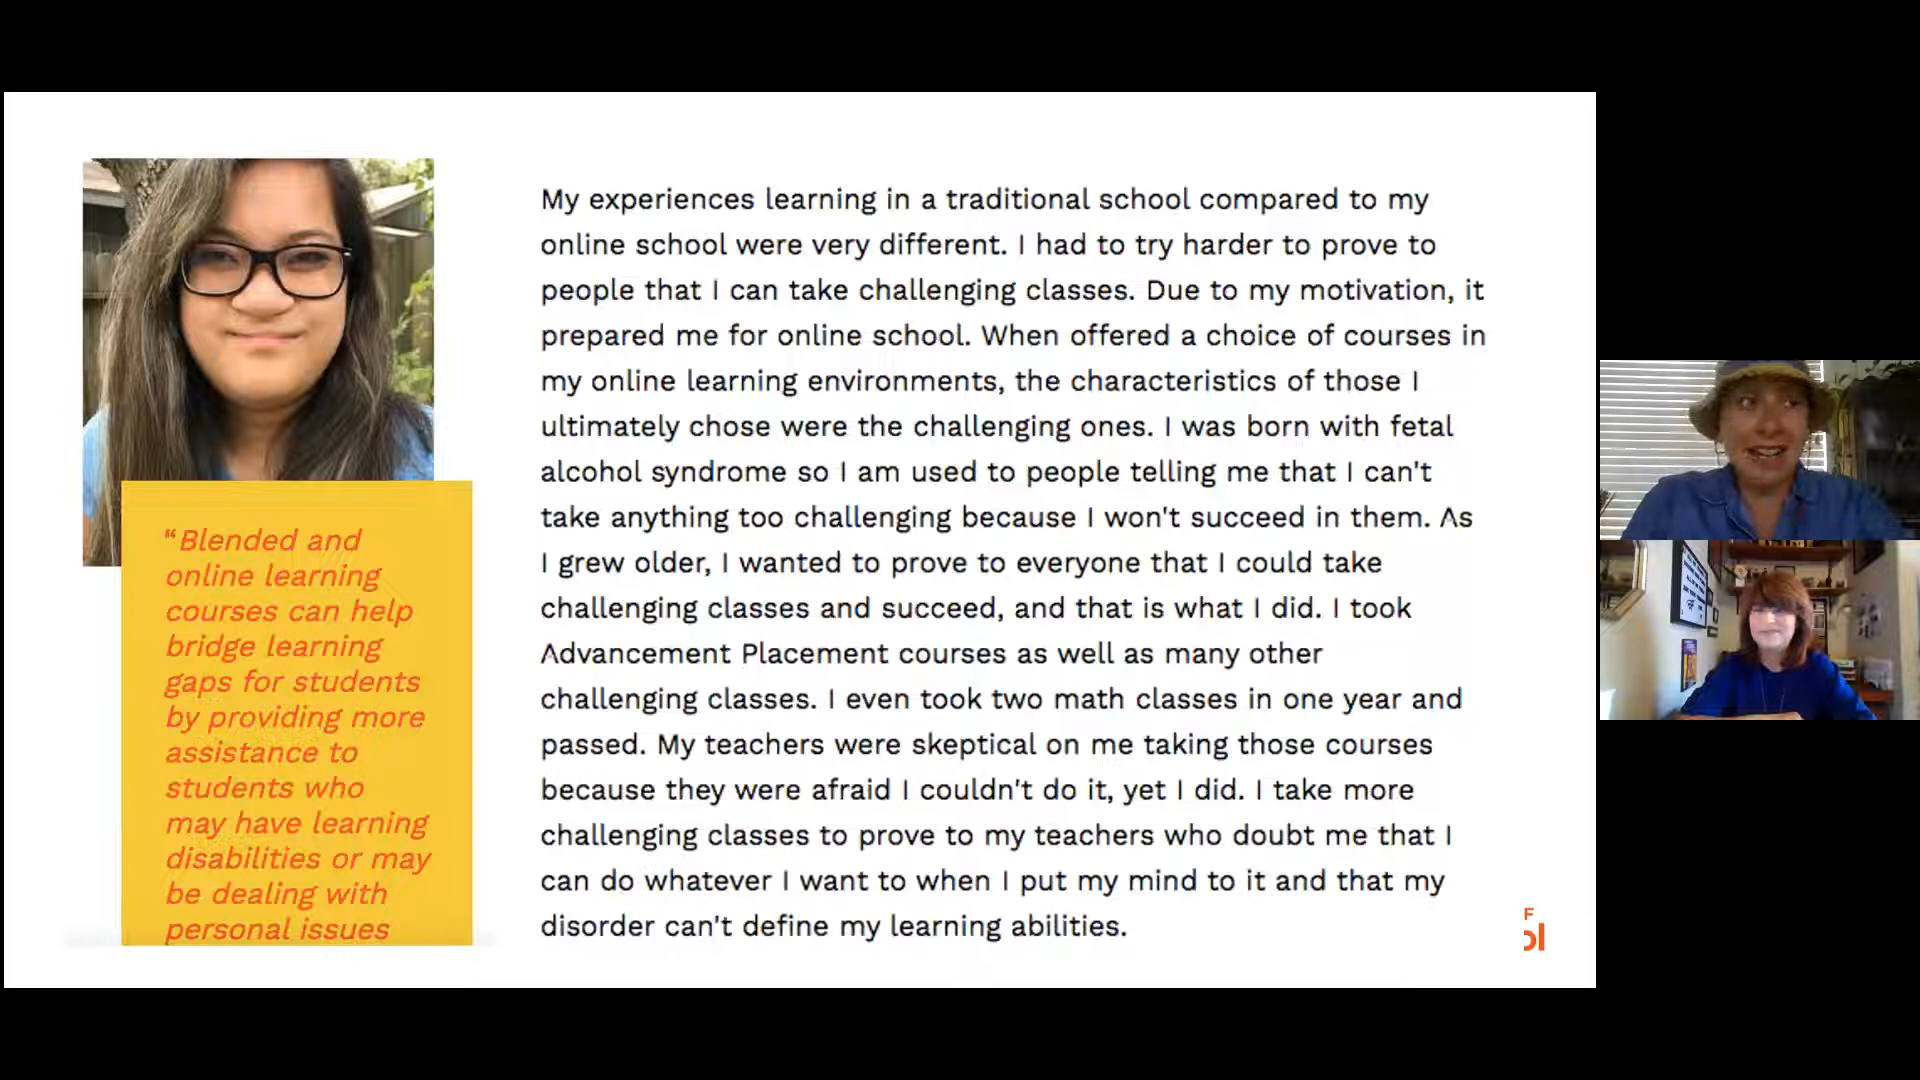 “Blended and
online learning
courses can help
bridge learning
gaps for students
by providing more
assistance to
students who
may have learning
disabilities or may
be dealing with
personal issues
My experiences learning in a traditional school compared to my
online school were very different. I had to try harder to prove to
people that I can take challenging classes. Due to my motivation, it
prepared me for online school. When offered a choice of courses in
my online learning environments, the characteristics of those I
ultimately chose were the challenging ones. I was born with fetal
alcohol syndrome so I am used to people telling me that I can't
take anything too challenging because I won't succeed in them. As
I grew older, I wanted to prove to everyone that I could take
challenging classes and succeed, and that is what I did. I took
Advancement Placement courses as well as many other
challenging classes. I even took two math classes in one year and
passed. My teachers were skeptical on me taking those courses
because they were afraid I couldn't do it, yet I did. I take more
challenging classes to prove to my teachers who doubt me that I
can do whatever I want to when I put my mind to it and that my
disorder can't define my learning abilities.
F
ol